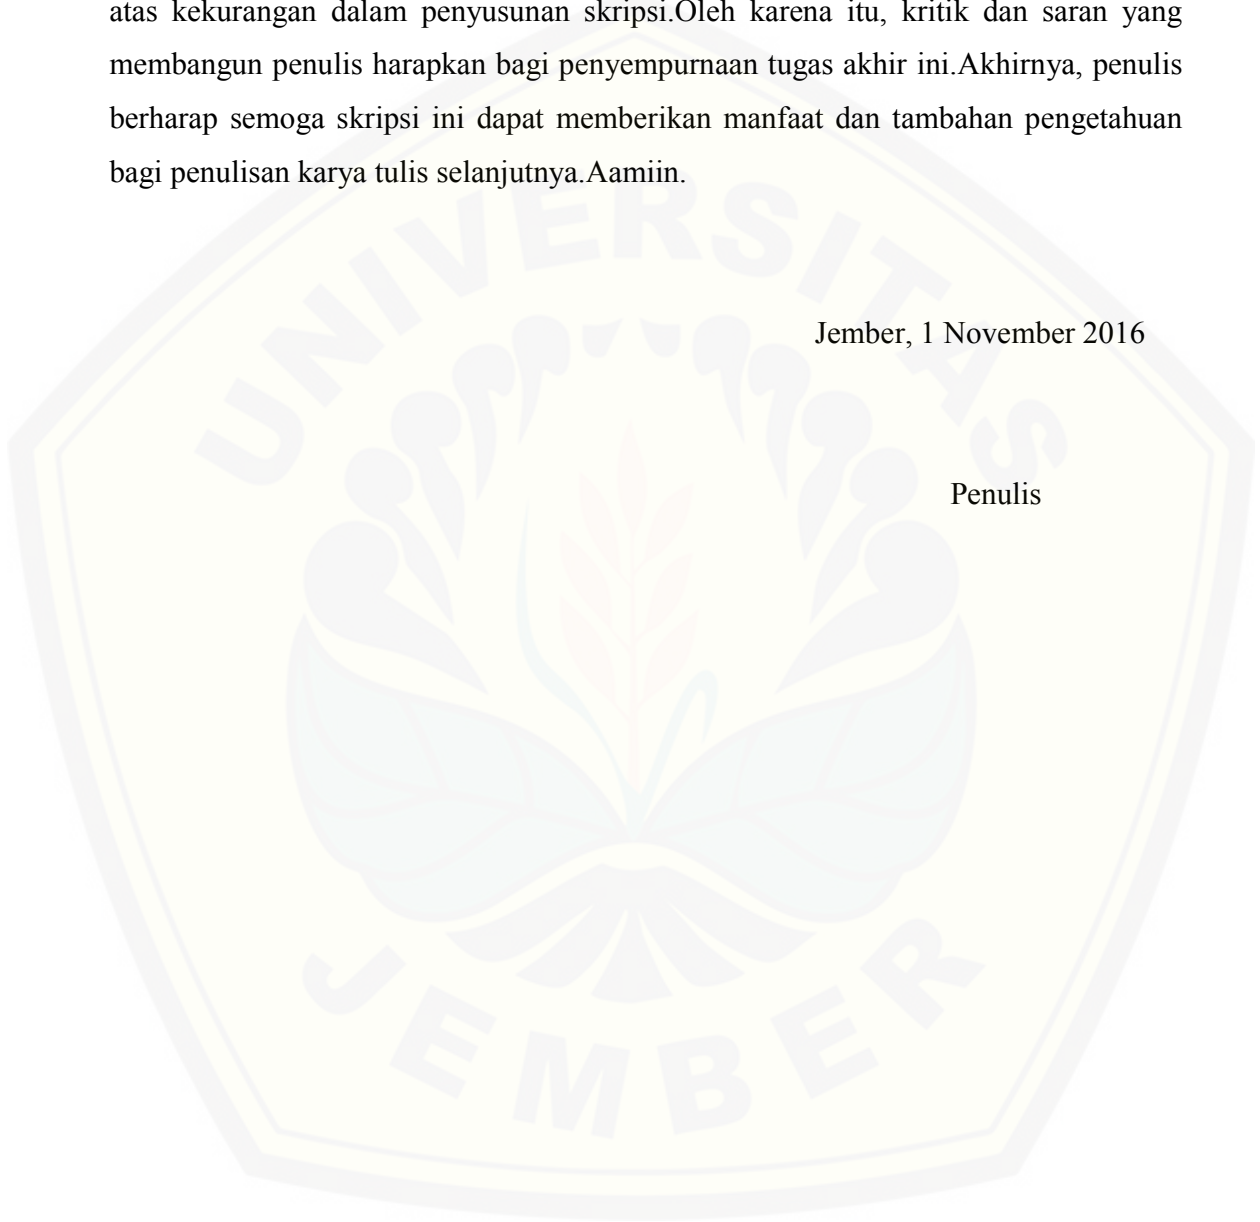 atas kekurangan dalam penyusunan skripsi.Oleh karena itu, kritik dan saran yang
membangun penulis harapkan bagi penyempurnaan tugas akhir ini.Akhirnya, penulis
berharap semoga skripsi ini dapat memberikan manfaat dan tambahan pengetahuan
bagi penulisan karya tulis selanjutnya.Aamiin.
UNIVERSITAS
Jember, 1 November 2016
Penulis
JEMBER